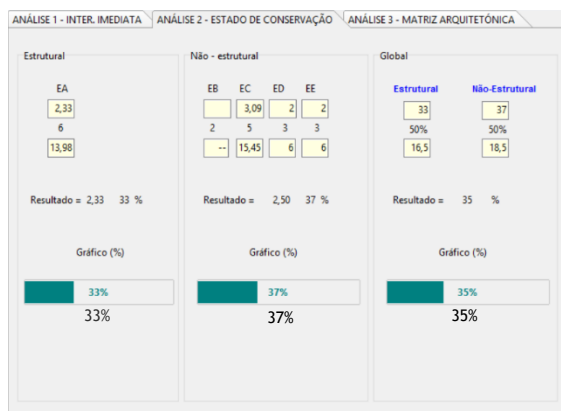 ANÁLISE 1 - INTER. IMEDIATA ANÁLISE 2 - ESTADO DE CONSERVAÇÃO ANÁLISE 3 - MATRIZ ARQUITETÓNICA
Estrutural
EA
2,33
6
13,98
Resultado = 2,33 33 %
Gráfico (%)
33%
33%
Não - estrutural
EB EC ED EE
3,09 2 2
2 5 3 3
-- 15,45 6 6
Resultado = 2,50 37 %
Gráfico (%)
37%
37%
Global
Estrutural Não-Estrutural
33 37
50% 50%
16,5 18,5
Resultado = 35 %
Gráfico (%)
35%
35%